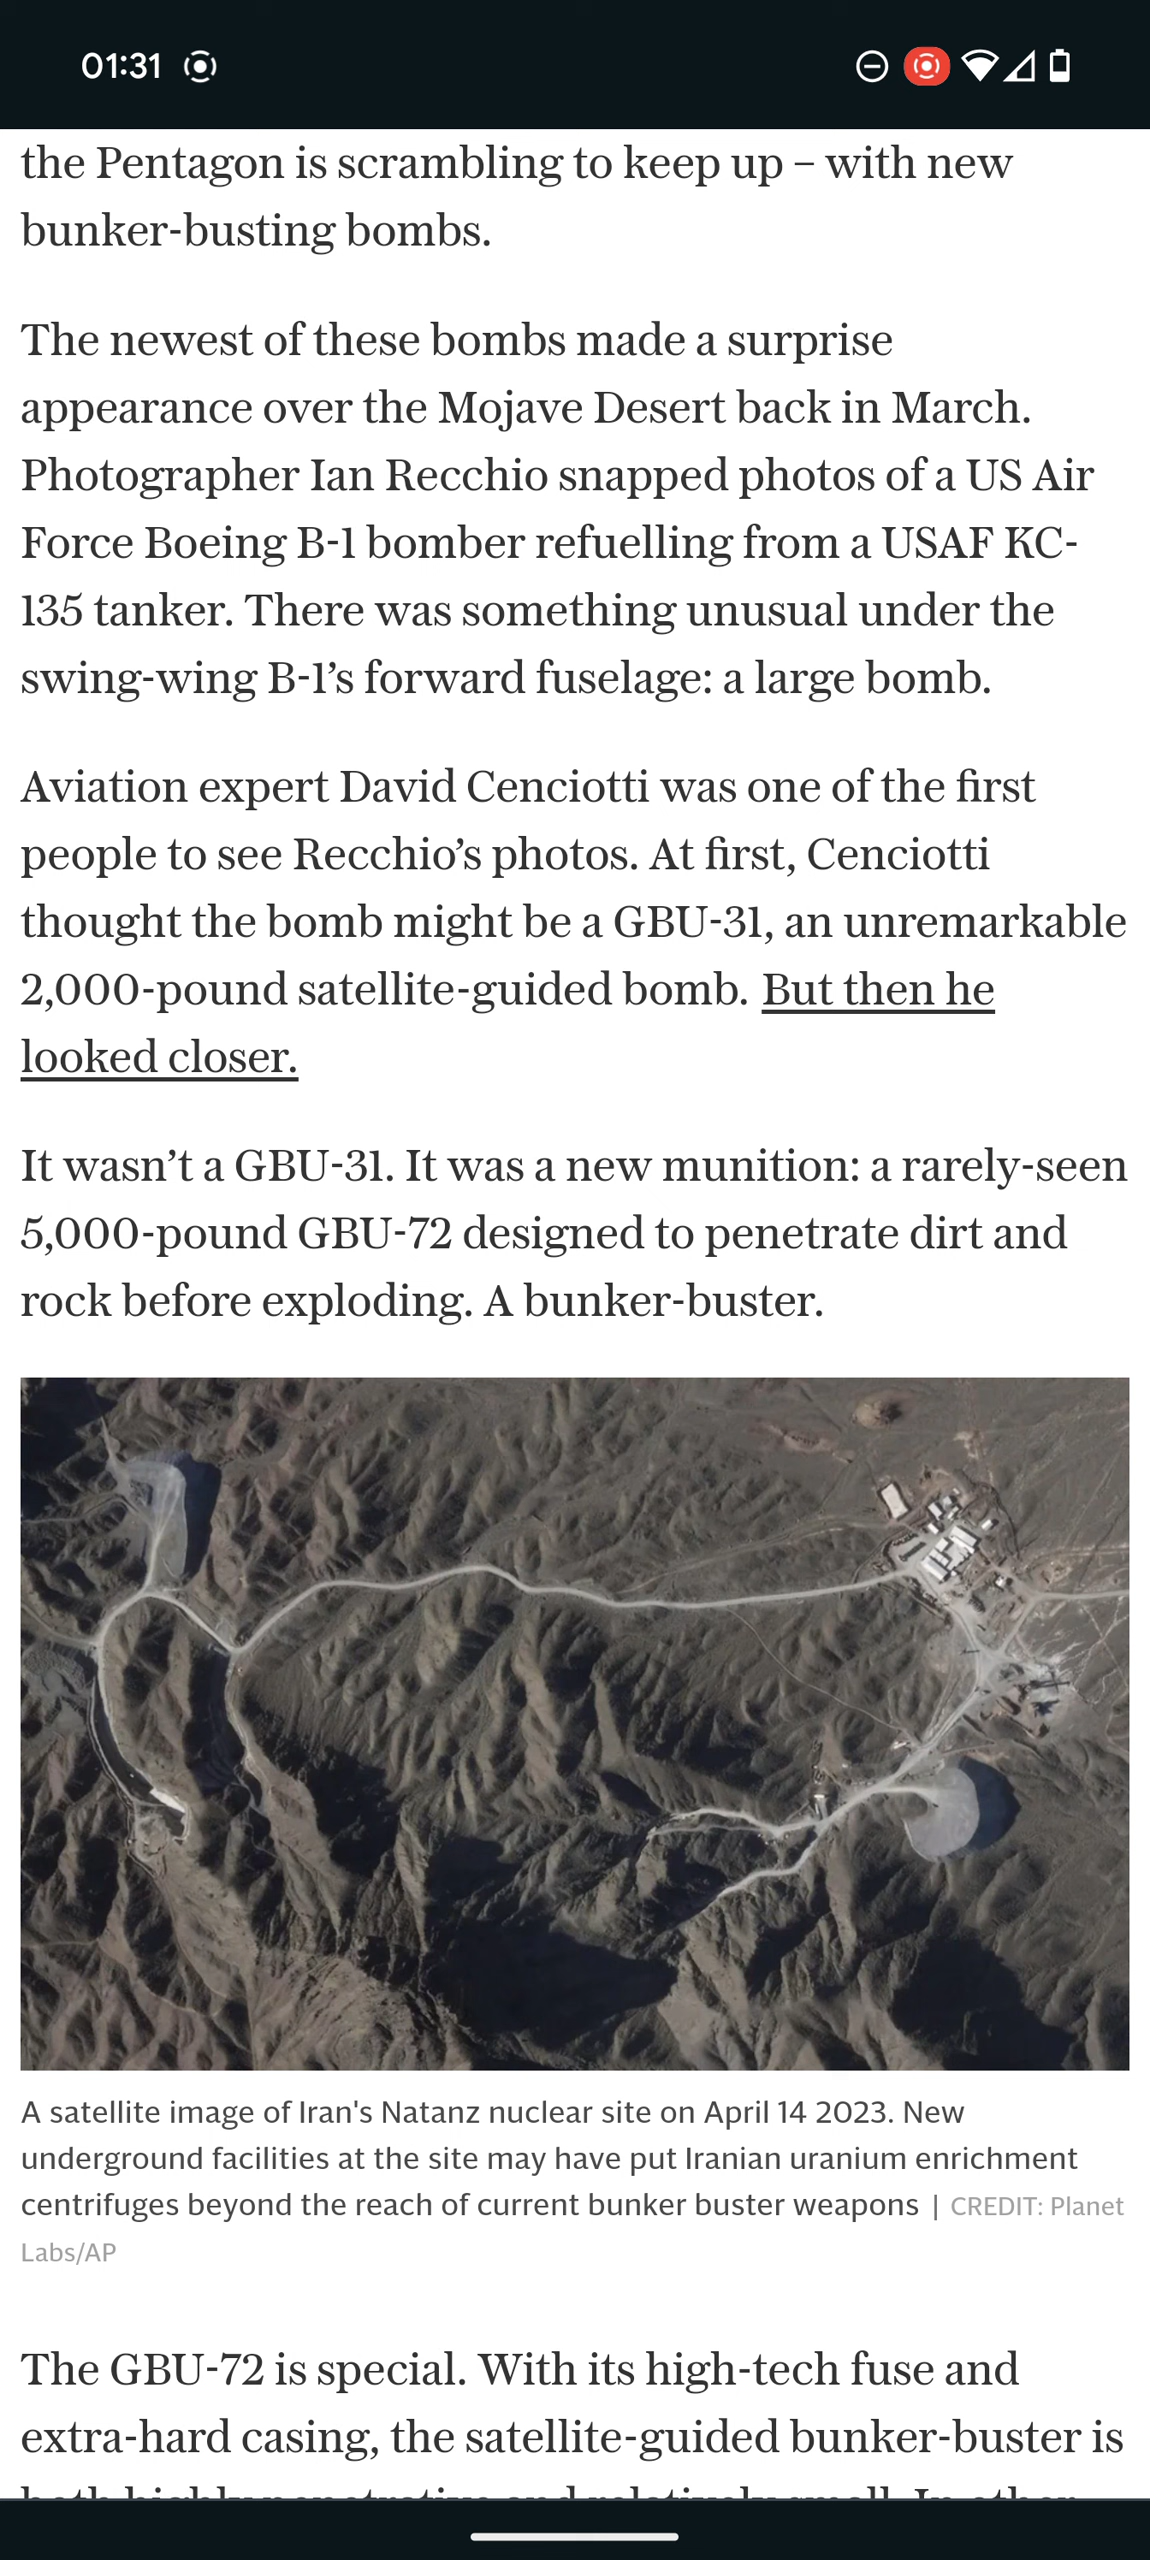 01:31
the Pentagon is scrambling to keep up – with new
bunker-busting bombs.
The newest of these bombs made a surprise
appearance over the Mojave Desert back in March.
Photographer Ian Recchio snapped photos of a US Air
Force Boeing B-1 bomber refuelling from a USAF KC-
135 tanker. There was something unusual under the
swing-wing B-1’s forward fuselage: a large bomb.
Aviation expert David Cenciotti was one of the first
people to see Recchio’s photos. At first, Cenciotti
thought the bomb might be a GBU-31, an unremarkable
2,000-pound satellite-guided bomb. But then he
looked closer.
It wasn’t a GBU-31. It was a new munition: a rarely-seen
5,000-pound GBU-72 designed to penetrate dirt and
rock before exploding. A bunker-buster.
A satellite image of Iran's Natanz nuclear site on April 14 2023. New
underground facilities at the site may have put Iranian uranium enrichment
centrifuges beyond the reach of current bunker buster weapons | CREDIT: Planet
Labs/AP
The GBU-72 is special. With its high-tech fuse and
extra-hard casing, the satellite-guided bunker-buster is
both highly penetrative and relatively small. In other